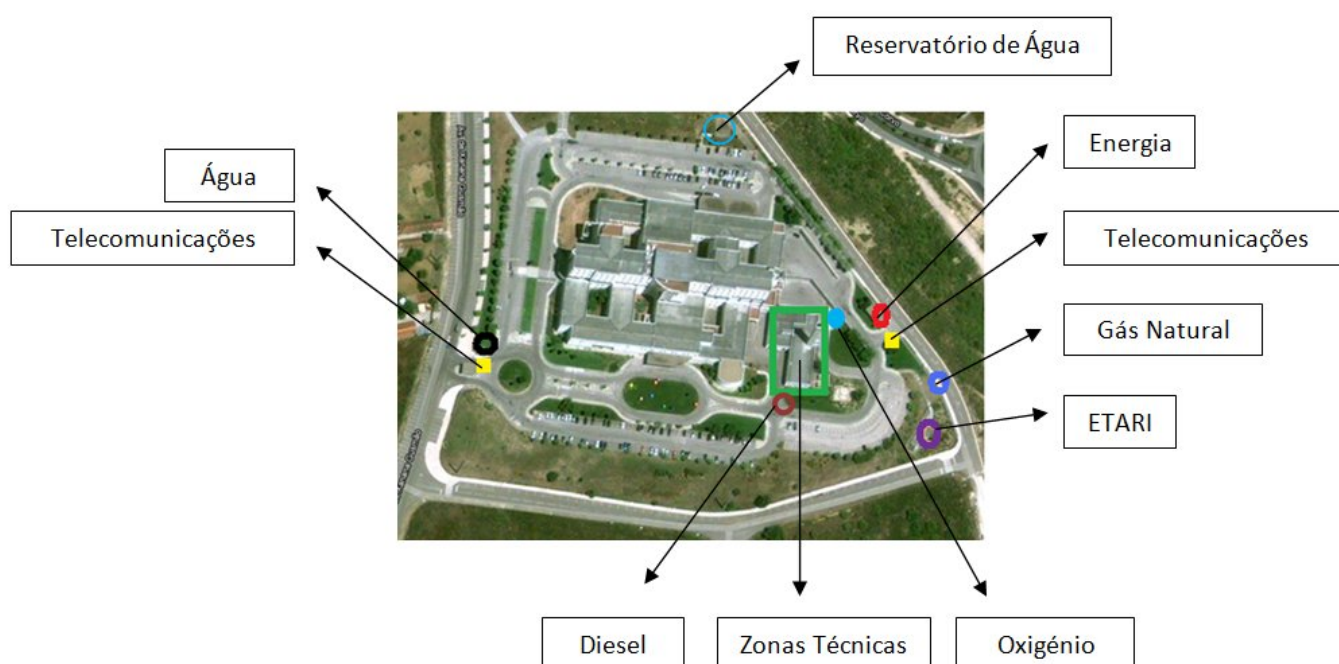 Reservatório de Água
Energia
Água
Telecomunicações
Telecomunicações
Gás Natural
ETARI
Diesel
Zonas Técnicas
Oxigénio